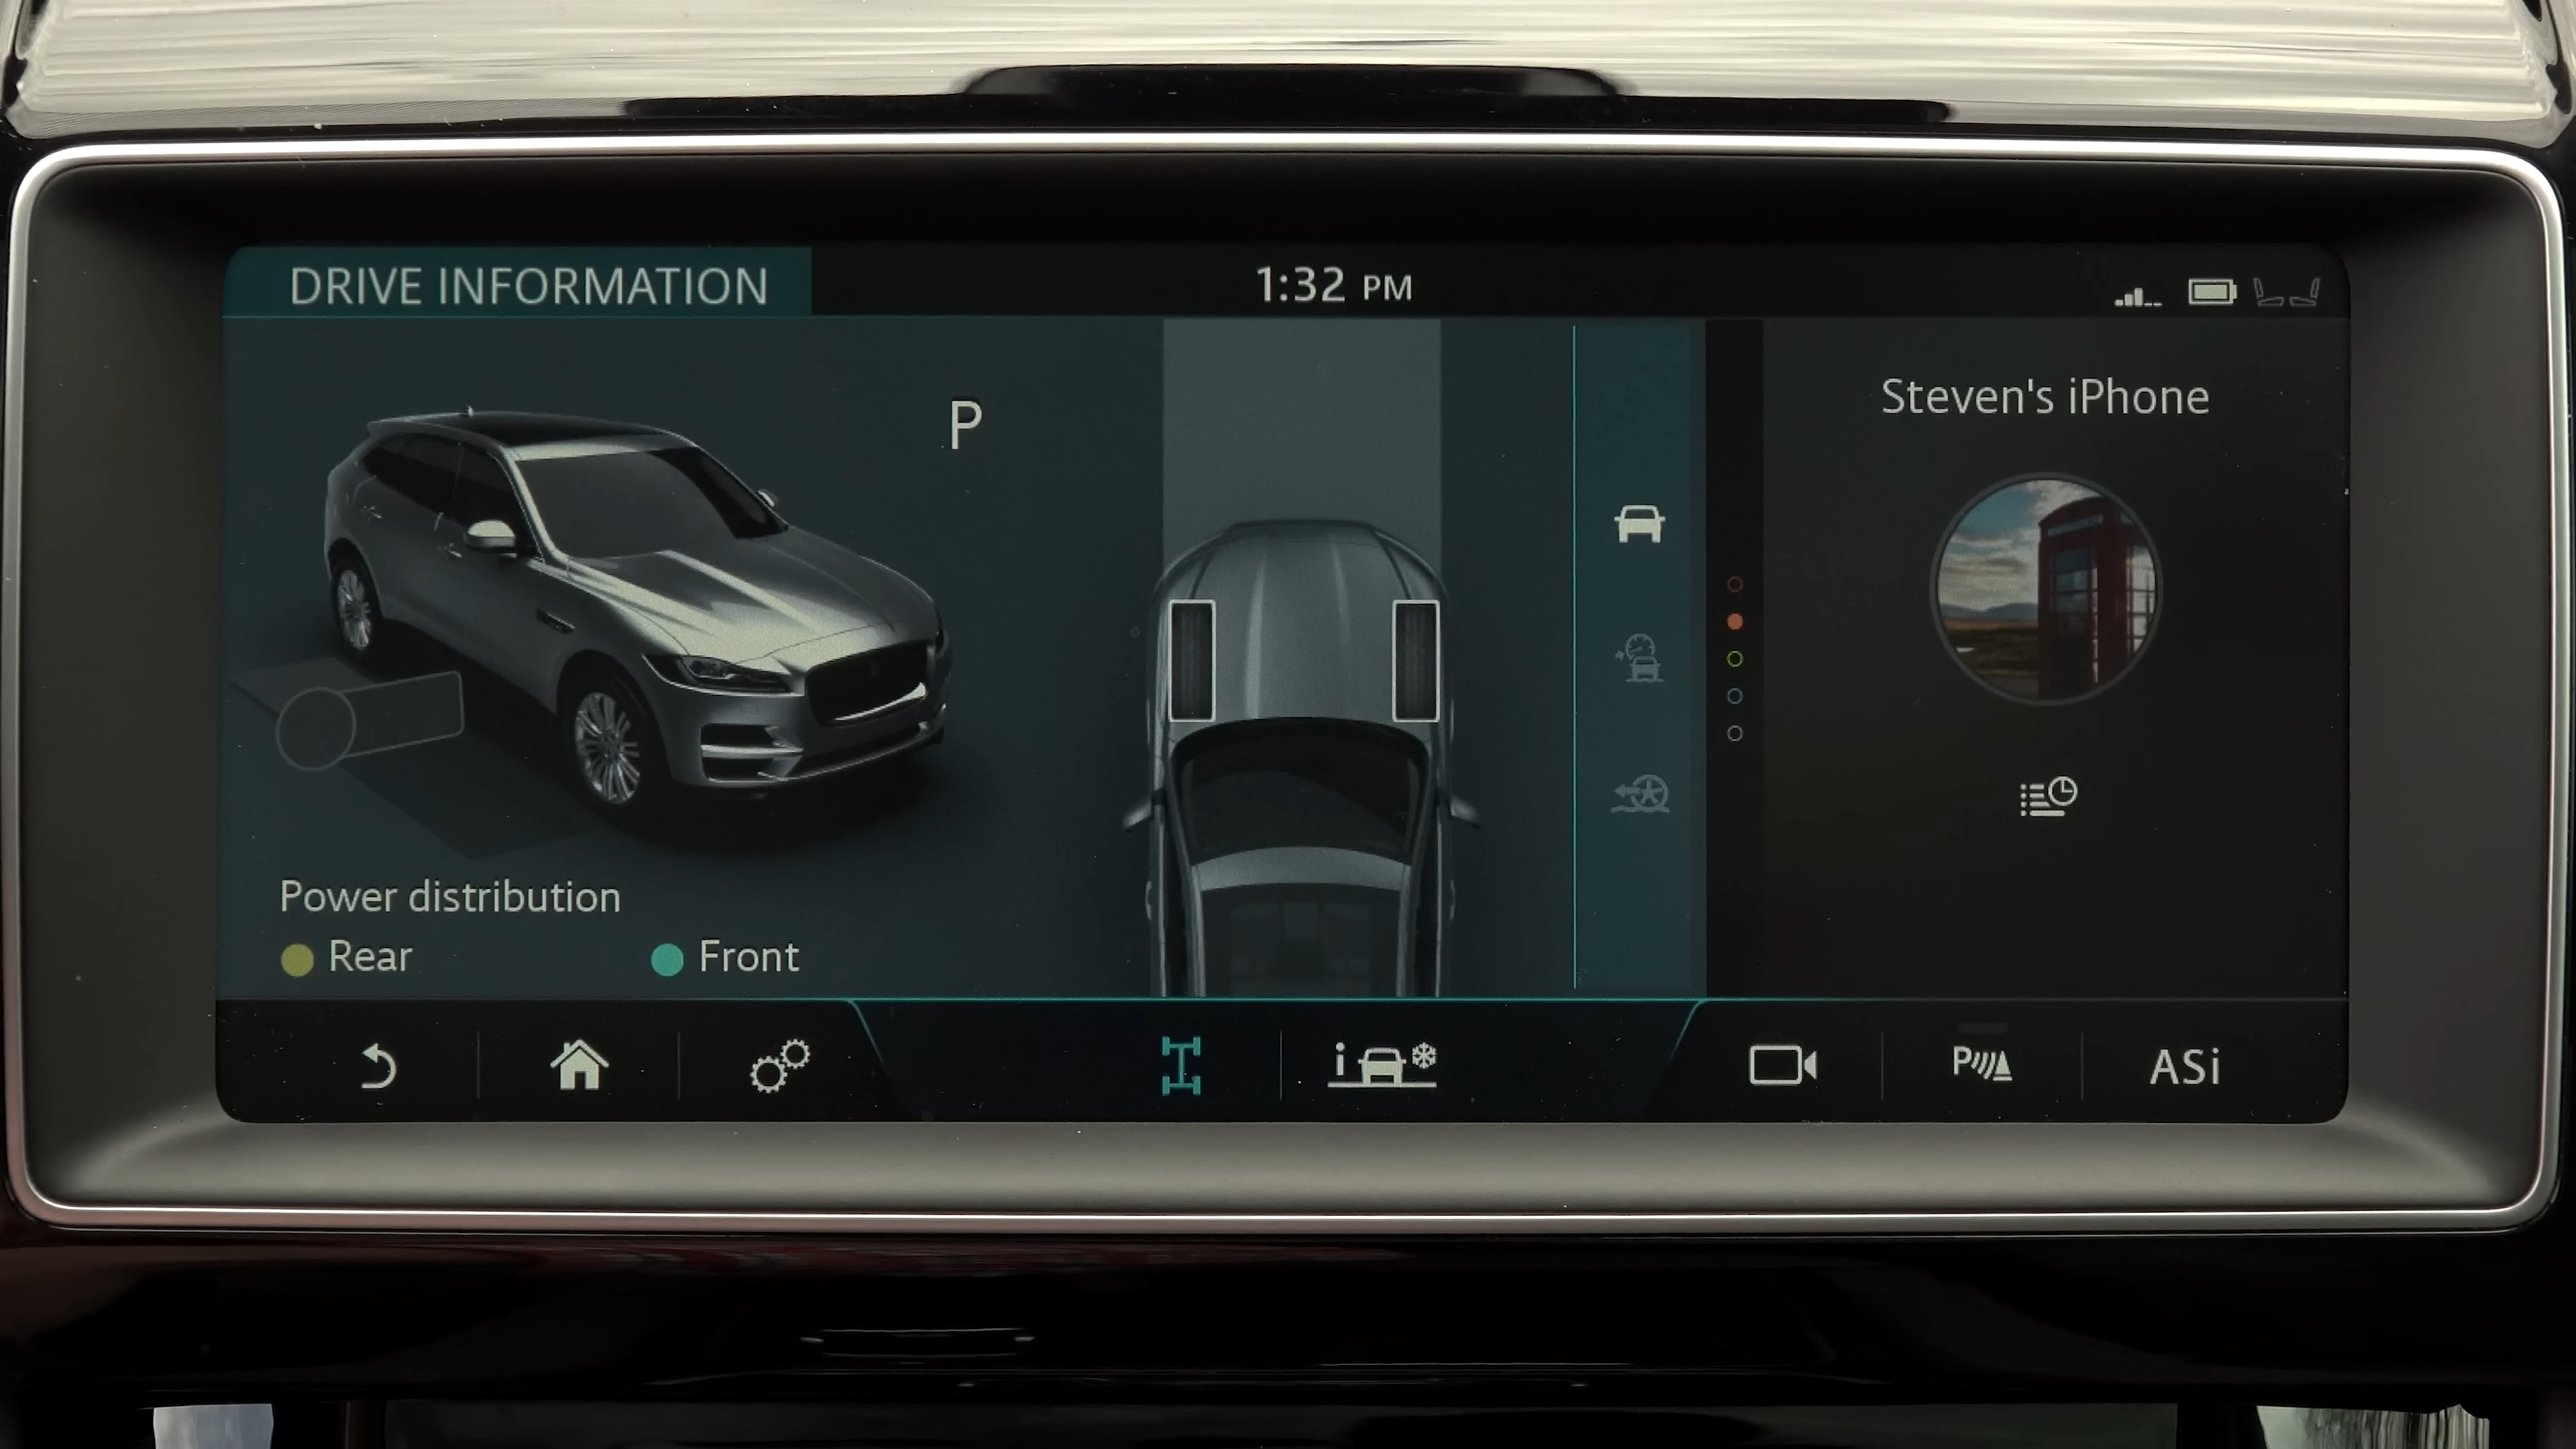 DRIVE INFORMATION
1:32 PM
P
Steven's iPhone
Power distribution
Rear
Front
i
P
ASi